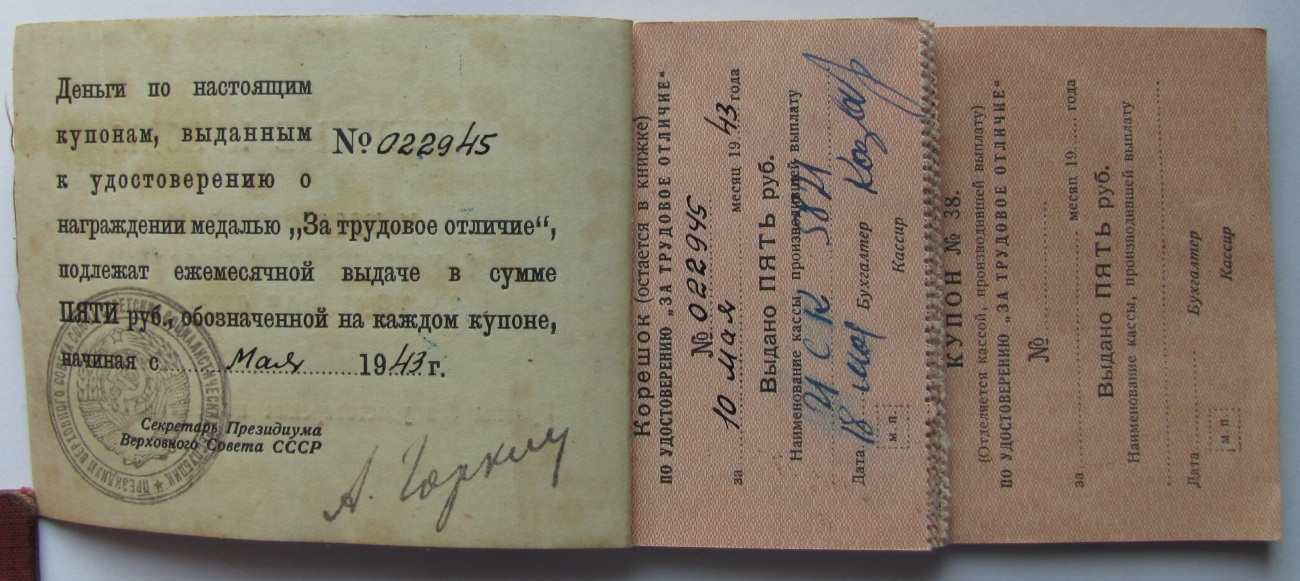 Деньги по настоящим
купонам, выданным
№ 022945
к удостоверению о
награждении медалью „За трудовое отличие“,
подлежат ежемесячной выдаче в сумме
ПЯТИ руб., обозначенной на каждом купоне,
начиная с Мая 1943 г.
Секретарь Президиума
Верховного Совета СССР
А. Горкин
Корешок (остается в книжке)
ПО УДОСТОВЕРЕНИЮ „ЗА ТРУДОВОЕ ОТЛИЧИЕ“
№ 022945
за 10 мая месяц 1943 года
Выдано ПЯТЬ руб.
Наименование кассы, производившей выплату
3821
Дата 18 Бухгалтер
Кассир
м. п.
КУПОН № 38.
(Отделяется кассой, производившей выплату)
ПО УДОСТОВЕРЕНИЮ „ЗА ТРУДОВОЕ ОТЛИЧИЕ“
№
за месяц 19 года
Выдано ПЯТЬ руб.
Наименование кассы, производившей выплату
Дата Бухгалтер
Кассир
м. п.